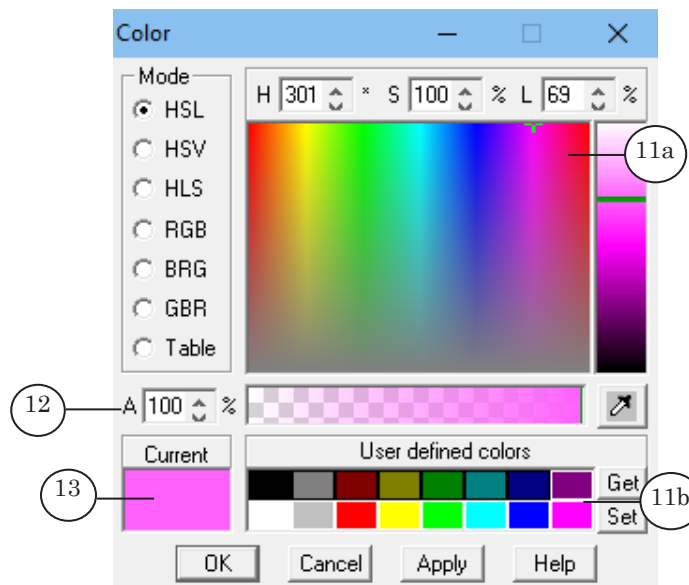 Color
Mode
HSL
HSV
HLS
RGB
BRG
GBR
Table
H 301 ° S 100 % L 69 %
11a
12
A 100 %
Current
User defined colors
13
Get
Set
11b
OK Cancel Apply Help